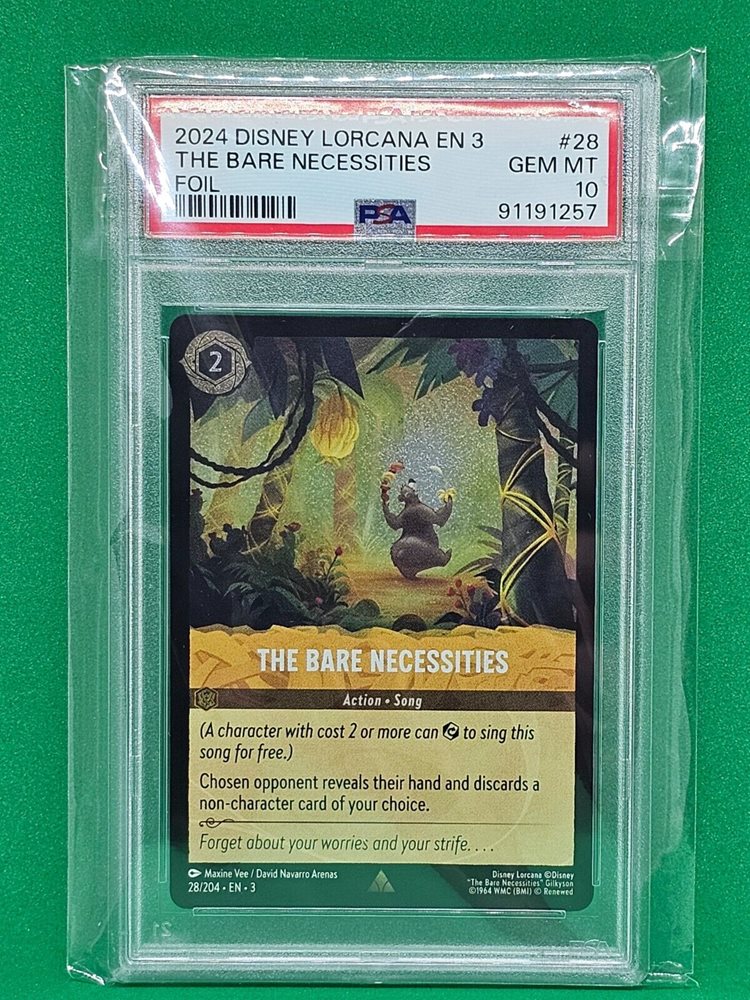 2024 DISNEY LORCANA EN 3 #28
THE BARE NECESSITIES GEM MT
FOIL 10
PSA 91191257
2
THE BARE NECESSITIES
Action • Song
(A character with cost 2 or more can to sing this
song for free.)
Chosen opponent reveals their hand and discards a
non-character card of your choice.
Forget about your worries and your strife. . . .
Maxine Vee / David Navarro Arenas
28/204 • EN • 3
Disney Lorcana ©Disney
"The Bare Necessities" Gilkyson
©1964 WMC (BMI) © Renewed